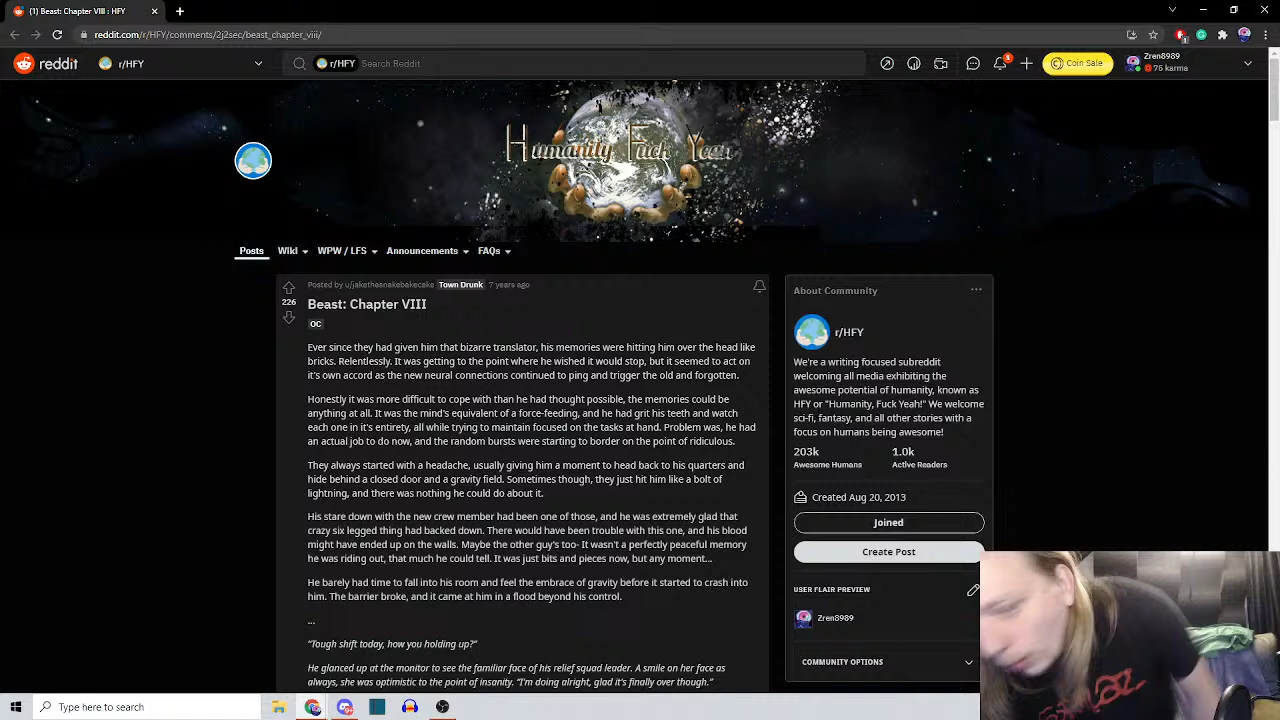 (1) Beast: Chapter VIII : HFY
reddit.com/r/HFY/comments/2j2sec/beast_chapter_viii/
1
reddit
r/HFY
r/HFY Search Reddit
1
Coin Sale
Zren8989
76 karma
Humanity, Fuck Yeah
Posts
Wiki
WPW / LFS
Announcements
FAQs
Posted by u/jakethesnakebakecake Town Drunk 7 years ago
226
Beast: Chapter VIII
OC
Ever since they had given him that bizarre translator, his memories were hitting him over the head like
bricks. Relentlessly. It was getting to the point where he wished it would stop, but it seemed to act on
it's own accord as the new neural connections continued to ping and trigger the old and forgotten.
Honestly it was more difficult to cope with than he had thought possible, the memories could be
anything at all. It was the mind's equivalent of a force-feeding, and he had grit his teeth and watch
each one in it's entirety, all while trying to maintain focused on the tasks at hand. Problem was, he had
an actual job to do now, and the random bursts were starting to border on the point of ridiculous.
They always started with a headache, usually giving him a moment to head back to his quarters and
hide behind a closed door and a gravity field. Sometimes though, they just hit him like a bolt of
lightning, and there was nothing he could do about it.
His stare down with the new crew member had been one of those, and he was extremely glad that
crazy six legged thing had backed down. There would have been trouble with this one, and his blood
might have ended up on the walls. Maybe the other guy's too- It wasn't a perfectly peaceful memory
he was riding out, that much he could tell. It was just bits and pieces now, but any moment...
He barely had time to fall into his room and feel the embrace of gravity before it started to crash into
him. The barrier broke, and it came at him in a flood beyond his control.
...
"Tough shift today, how you holding up?"
He glanced up at the monitor to see the familiar face of his relief squad leader. A smile on her face as
always, she was optimistic to the point of insanity. "I'm doing alright, glad it's finally over though."
About Community
r/HFY
We're a writing focused subreddit
welcoming all media exhibiting the
awesome potential of humanity, known as
HFY or "Humanity, Fuck Yeah!" We welcome
sci-fi, fantasy, and all other stories with a
focus on humans being awesome!
203k
1.0k
Awesome Humans
Active Readers
Created Aug 20, 2013
Joined
Create Post
USER FLAIR PREVIEW
Zren8989
COMMUNITY OPTIONS
Type here to search